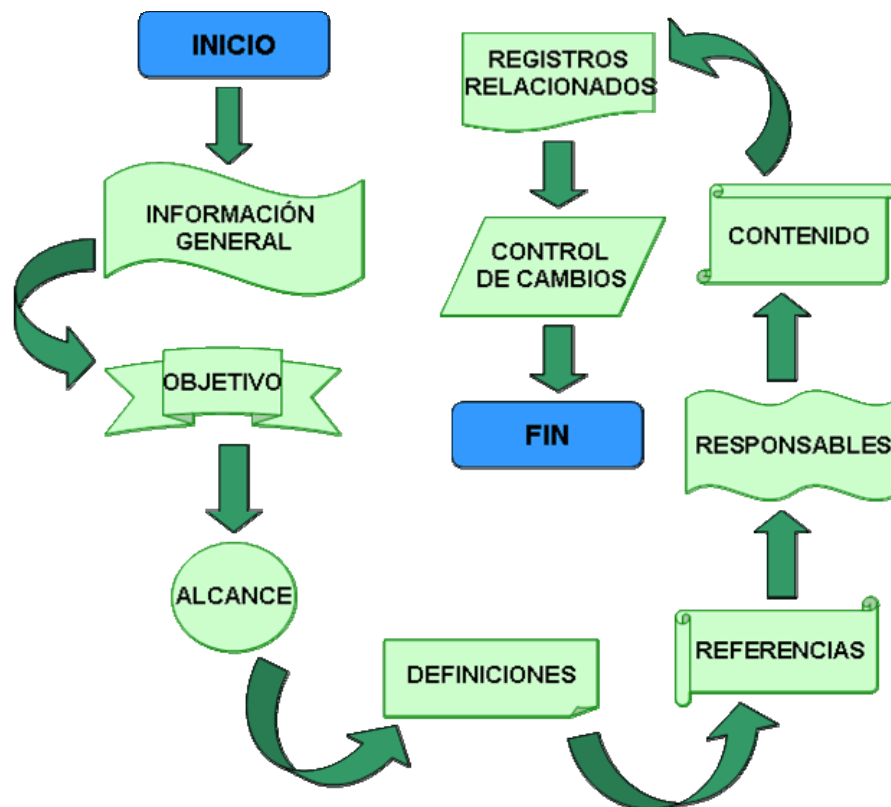 INICIO
INFORMACIÓN
GENERAL
OBJETIVO
ALCANCE
DEFINICIONES
REFERENCIAS
RESPONSABLES
CONTENIDO
REGISTROS
RELACIONADOS
CONTROL
DE CAMBIOS
FIN